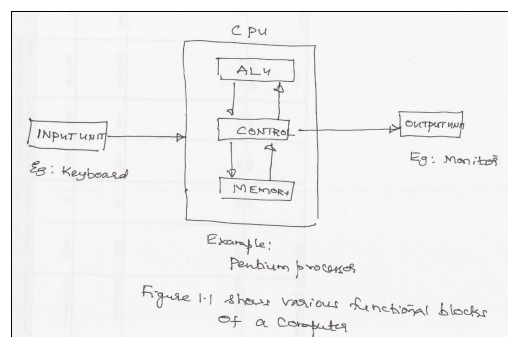 CPU
ALU
INPUT UNIT
CONTROL
OUTPUT UNIT
Eg: Keyboard
Eg: Monitor
MEMORY
Example:
Pentium processor
Figure 1.1 shows various functional blocks
of a Computer